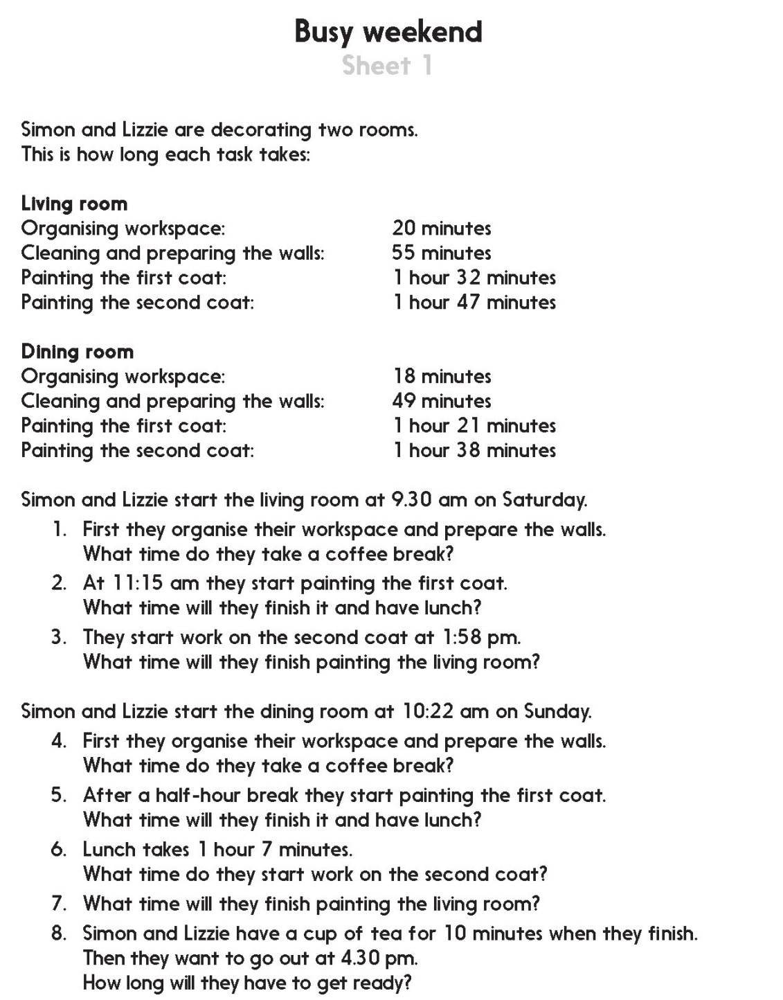 Busy weekend
Sheet 1
Simon and Lizzie are decorating two rooms.
This is how long each task takes:
Living room
Organising workspace: 20 minutes
Cleaning and preparing the walls: 55 minutes
Painting the first coat: 1 hour 32 minutes
Painting the second coat: 1 hour 47 minutes
Dining room
Organising workspace: 18 minutes
Cleaning and preparing the walls: 49 minutes
Painting the first coat: 1 hour 21 minutes
Painting the second coat: 1 hour 38 minutes
Simon and Lizzie start the living room at 9.30 am on Saturday.
1. First they organise their workspace and prepare the walls.
What time do they take a coffee break?
2. At 11:15 am they start painting the first coat.
What time will they finish it and have lunch?
3. They start work on the second coat at 1:58 pm.
What time will they finish painting the living room?
Simon and Lizzie start the dining room at 10:22 am on Sunday.
4. First they organise their workspace and prepare the walls.
What time do they take a coffee break?
5. After a half-hour break they start painting the first coat.
What time will they finish it and have lunch?
6. Lunch takes 1 hour 7 minutes.
What time do they start work on the second coat?
7. What time will they finish painting the living room?
8. Simon and Lizzie have a cup of tea for 10 minutes when they finish.
Then they want to go out at 4.30 pm.
How long will they have to get ready?